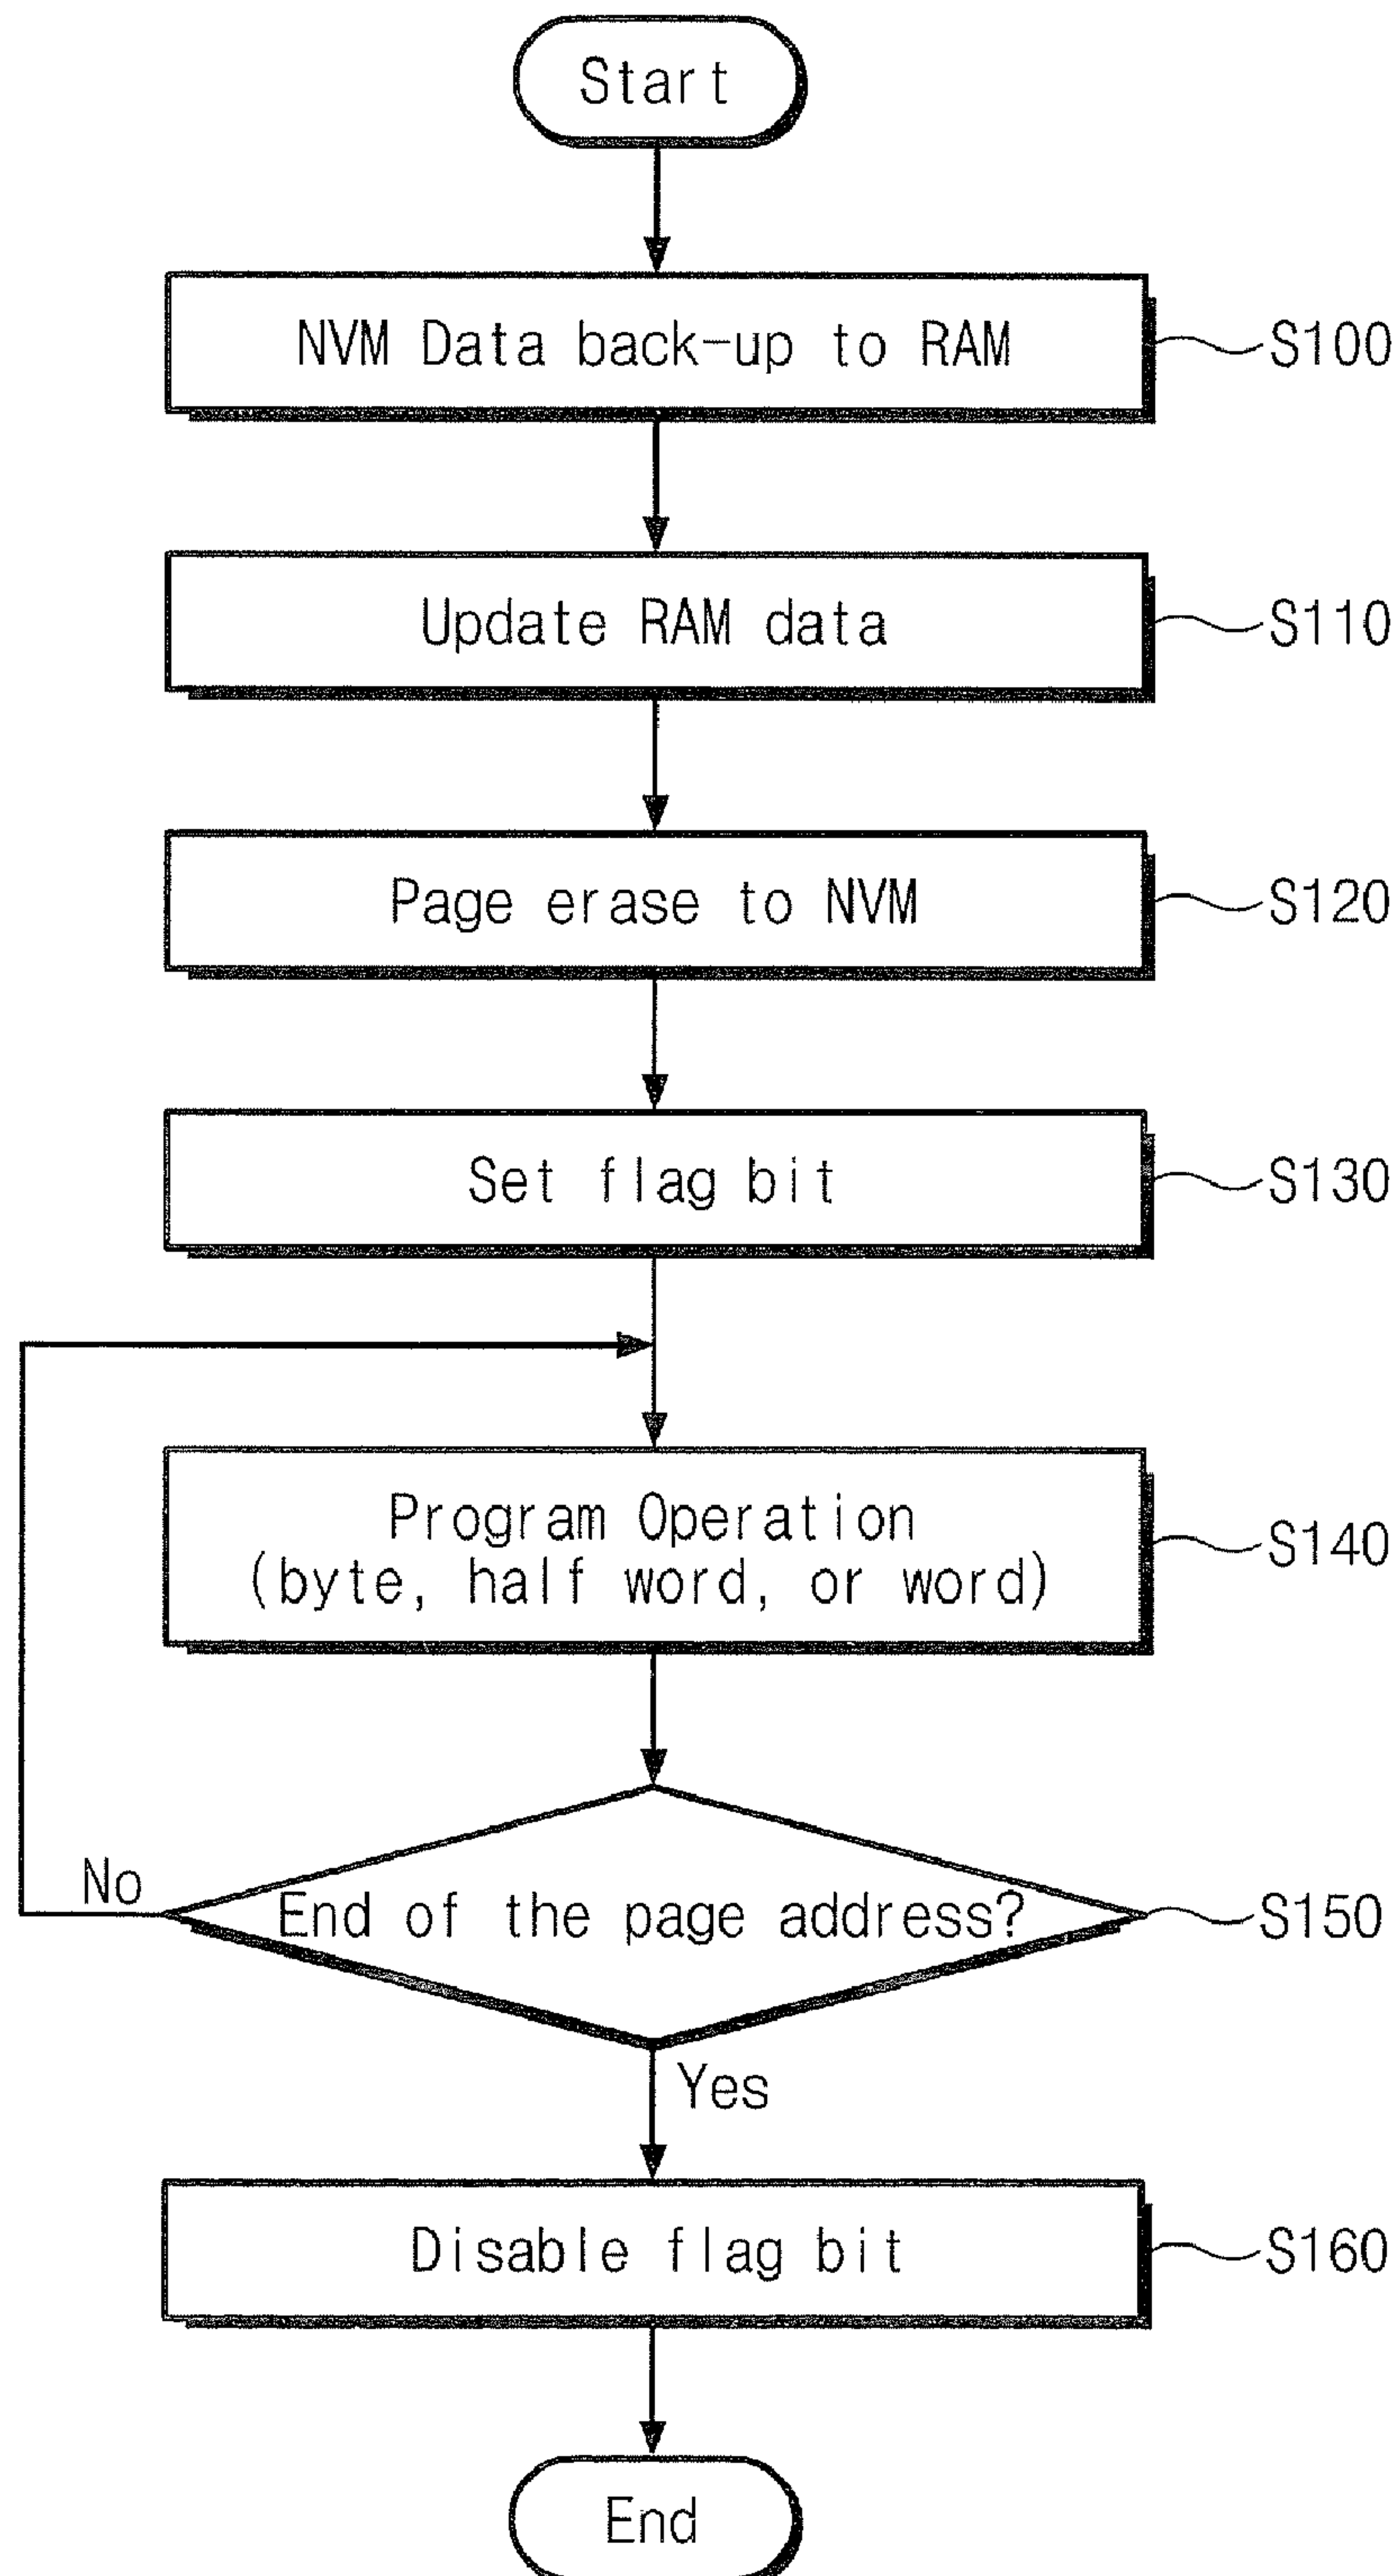 Start
NVM Data back-up to RAM
S100
Update RAM data
S110
Page erase to NVM
S120
Set flag bit
S130
Program Operation
(byte, half word, or word)
S140
No
End of the page address?
S150
Yes
Disable flag bit
S160
End